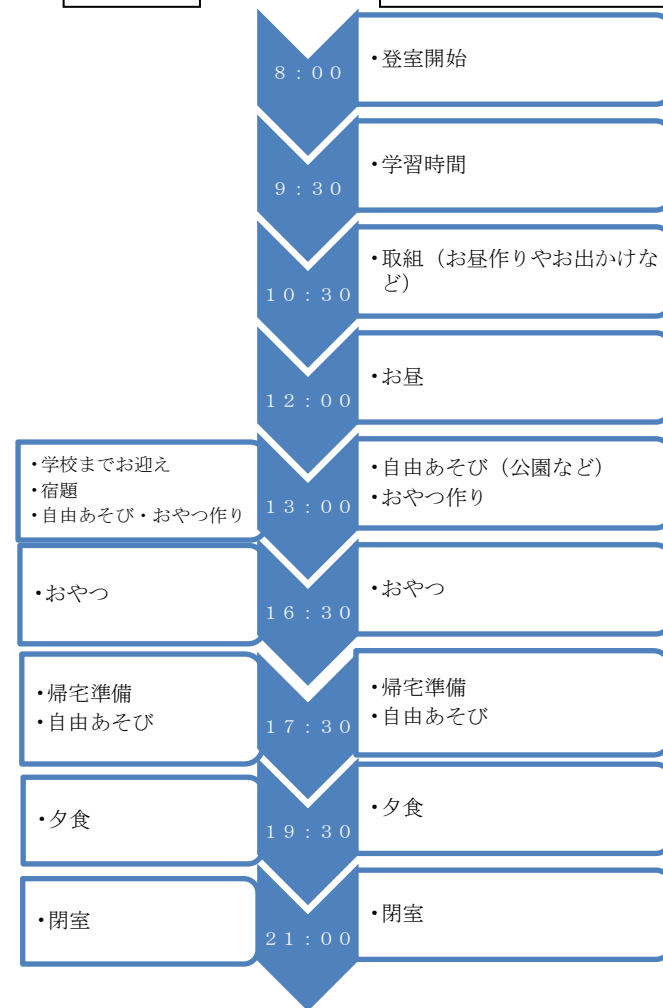 8：00
・登室開始
9：30
・学習時間
10：30
・取組（お昼作りやお出かけな
ど）
12：00
・お昼
・学校までお迎え
・宿題
・自由あそび・おやつ作り
13：00
・自由あそび（公園など）
・おやつ作り
・おやつ
16：30
・おやつ
・帰宅準備
・自由あそび
17：30
・帰宅準備
・自由あそび
・夕食
19：30
・夕食
・閉室
21：00
・閉室